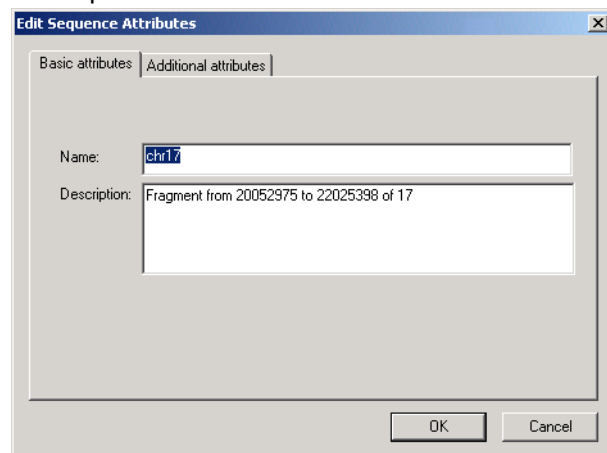 Edit Sequence Attributes
Basic attributes
Additional attributes
Name:
chr17
Description:
Fragment from 20052975 to 22025398 of 17
OK
Cancel